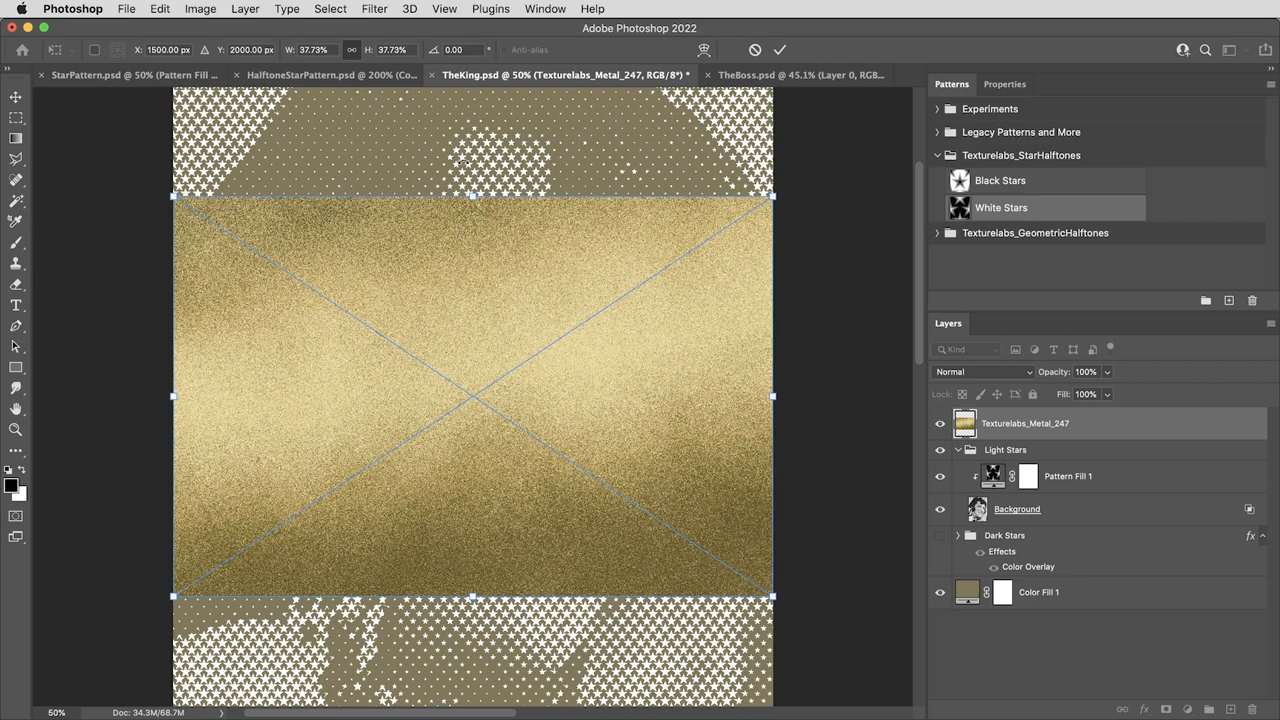 Photoshop File Edit Image Layer Type Select Filter 3D View Plugins Window Help
Adobe Photoshop 2022
X: 1500.00 px Y: 2000.00 px W: 37.73% H: 37.73% 0.00 ° Anti-alias
StarPattern.psd @ 50% (Pattern Fill ... HalftoneStarPattern.psd @ 200% (Co... TheKing.psd @ 50% (Texturelabs_Metal_247, RGB/8*) * TheBoss.psd @ 45.1% (Layer 0, RGB...
Patterns Properties
Experiments
Legacy Patterns and More
Texturelabs_StarHalftones
Black Stars
White Stars
Texturelabs_GeometricHalftones
Layers
Kind
Normal Opacity: 100%
Lock: Fill: 100%
Texturelabs_Metal_247
Light Stars
Pattern Fill 1
Background
Dark Stars fx
Effects
Color Overlay
Color Fill 1
50% Doc: 34.3M/68.7M fx